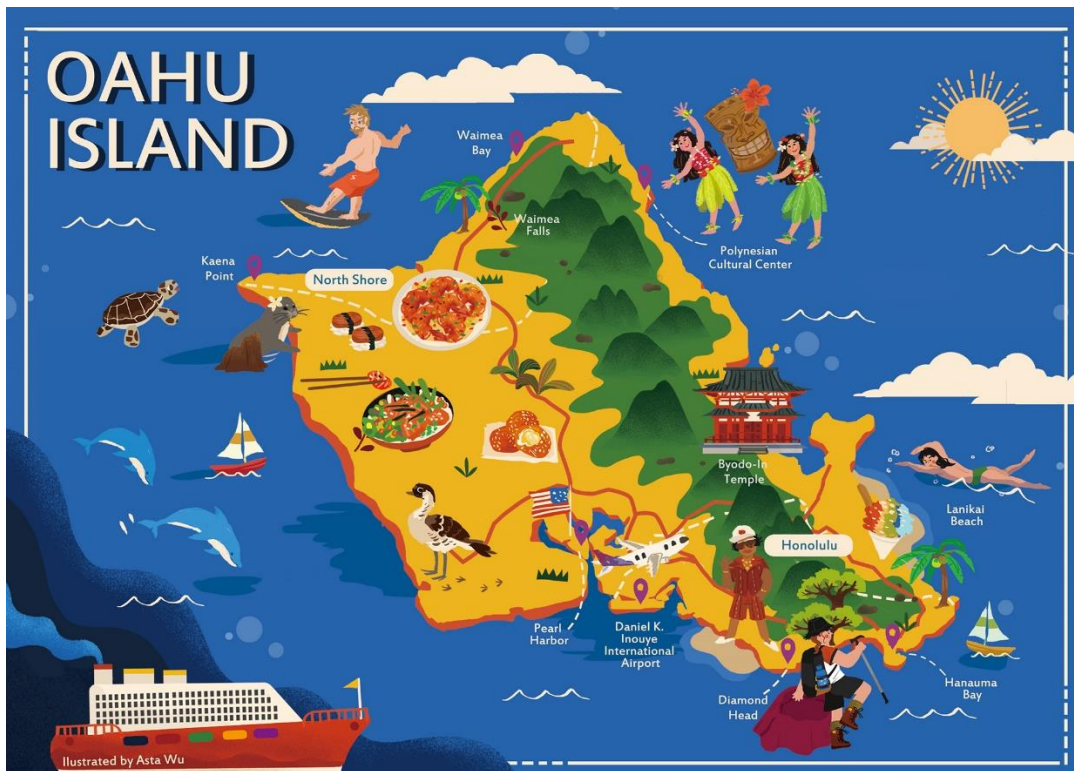 OAHU
ISLAND
Waimea
Bay
Waimea
Falls
Polynesian
Cultural Center
Kaena
Point
North Shore
Byodo-In
Temple
Lanikai
Beach
Honolulu
Pearl
Harbor
Daniel K.
Inouye
International
Airport
Diamond
Head
Hanauma
Bay
Ilustrated by Asta Wu